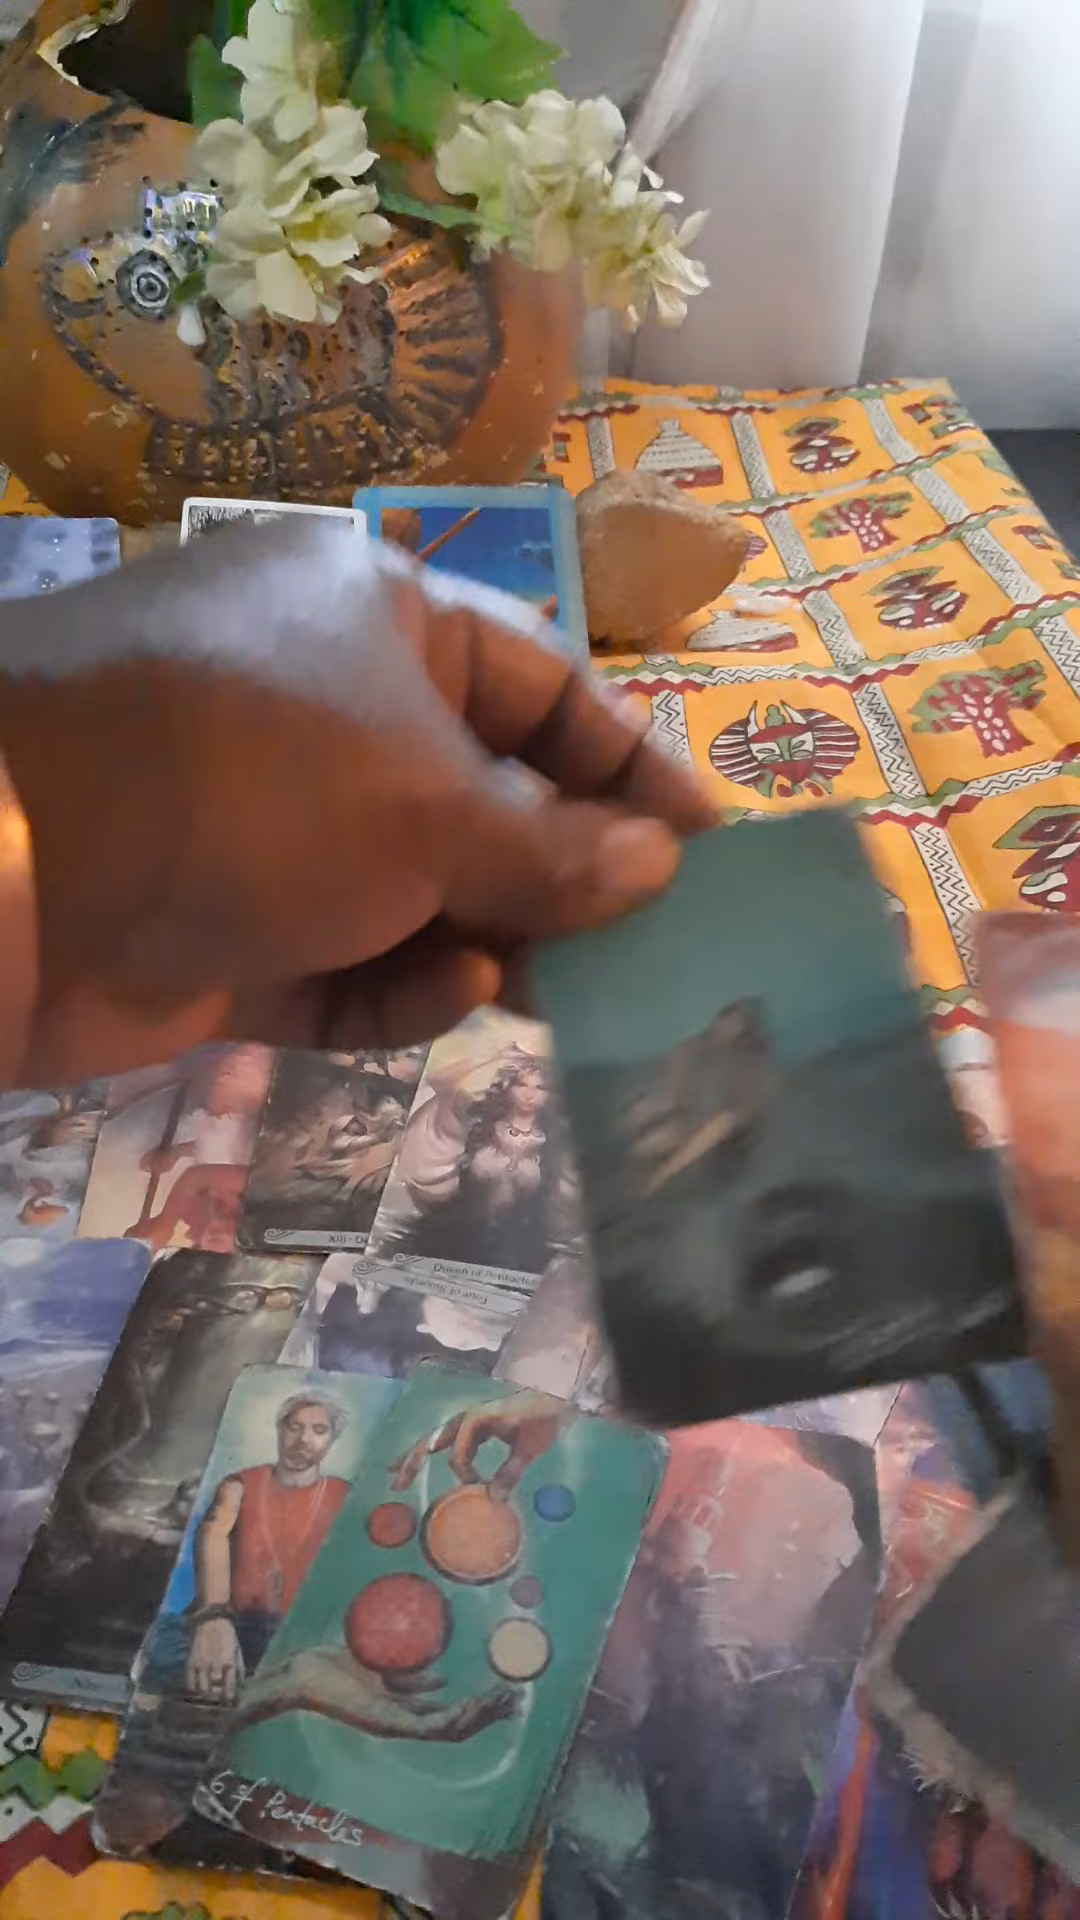 XIII · De
Queen of Pentacles
Four of Swords
6 of Pentacles